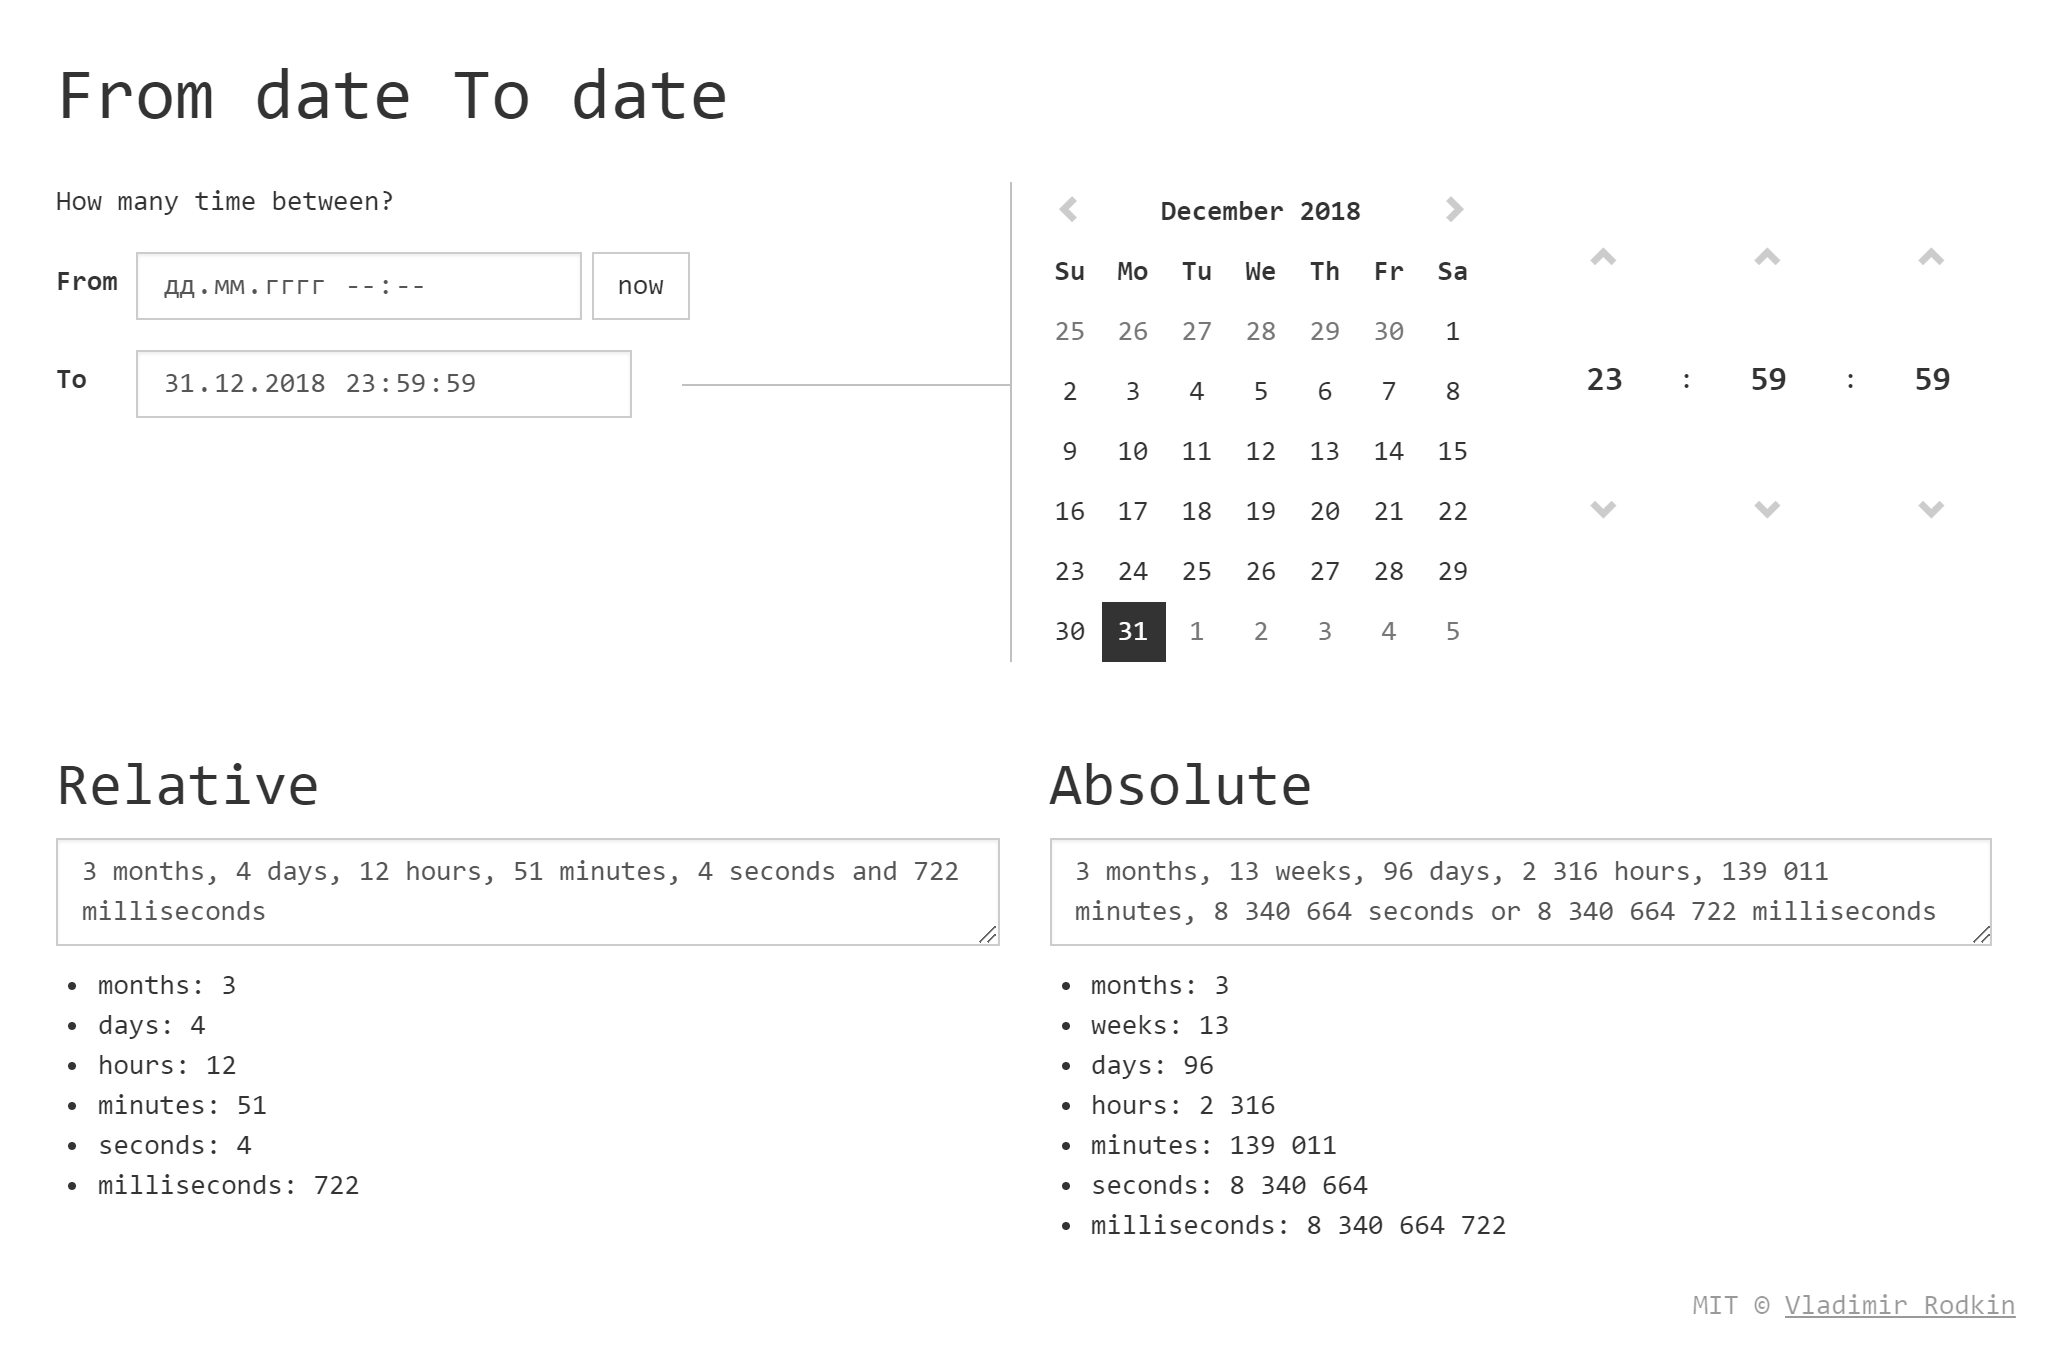 From date To date
How many time between?
From дд.мм.гггг --:-- now
To 31.12.2018 23:59:59
December 2018
Su Mo Tu We Th Fr Sa
25 26 27 28 29 30 1
2 3 4 5 6 7 8
9 10 11 12 13 14 15
16 17 18 19 20 21 22
23 24 25 26 27 28 29
30 31 1 2 3 4 5
23 : 59 : 59
Relative
3 months, 4 days, 12 hours, 51 minutes, 4 seconds and 722
milliseconds
• months: 3
• days: 4
• hours: 12
• minutes: 51
• seconds: 4
• milliseconds: 722
Absolute
3 months, 13 weeks, 96 days, 2 316 hours, 139 011
minutes, 8 340 664 seconds or 8 340 664 722 milliseconds
• months: 3
• weeks: 13
• days: 96
• hours: 2 316
• minutes: 139 011
• seconds: 8 340 664
• milliseconds: 8 340 664 722
MIT © Vladimir Rodkin